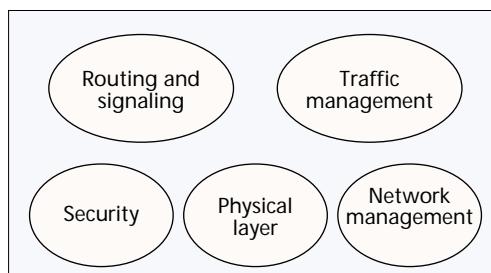 Routing and
signaling
Traffic
management
Security
Physical
layer
Network
management